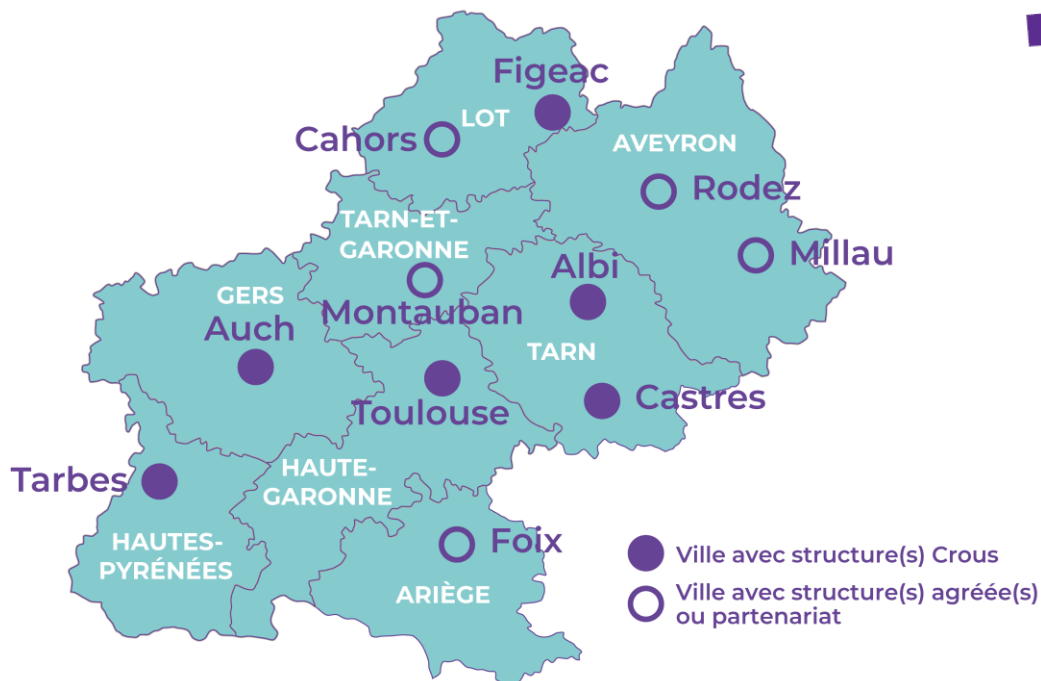 Figeac
LOT
Cahors
AVEYRON
Rodez
TARN-ET-
GARONNE
Millau
Albi
GERS
Montauban
Auch
TARN
Castres
Toulouse
HAUTE-
GARONNE
Tarbes
HAUTES-
PYRÉNÉES
Foix
ARIÈGE
Ville avec structure(s) Crous
Ville avec structure(s) agréée(s)
ou partenariat